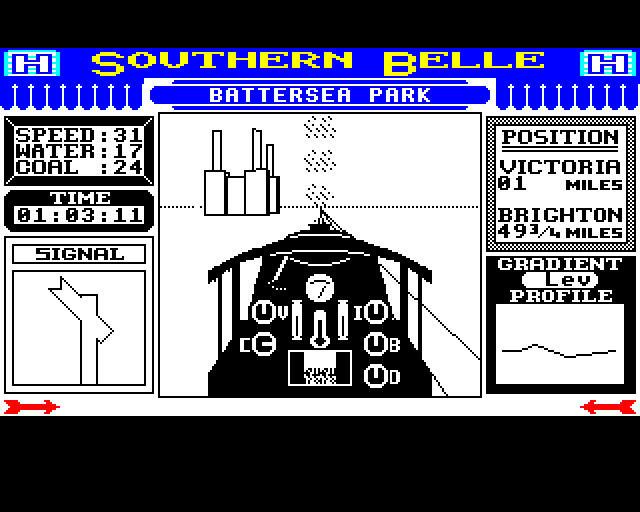 H SOUTHERN BELLE H
BATTERSEA PARK
SPEED:31
WATER:17
COAL :24
TIME
01:03:11
SIGNAL
POSITION
VICTORIA
01 MILES
BRIGHTON
49¾ MILES
GRADIENT
Lev
PROFILE
V I
C B
D